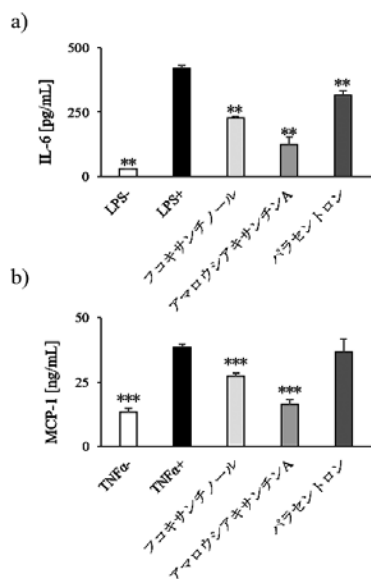 a)
500
250
0
IL-6 [pg/mL]
**
**
**
**
LPS-
LPS+
フコキサンチノール
アマロウシアキサンチンA
パラセントロン
b)
50
25
0
MCP-1 [ng/mL]
***
***
***
TNFα-
TNFα+
フコキサンチノール
アマロウシアキサンチンA
パラセントロン